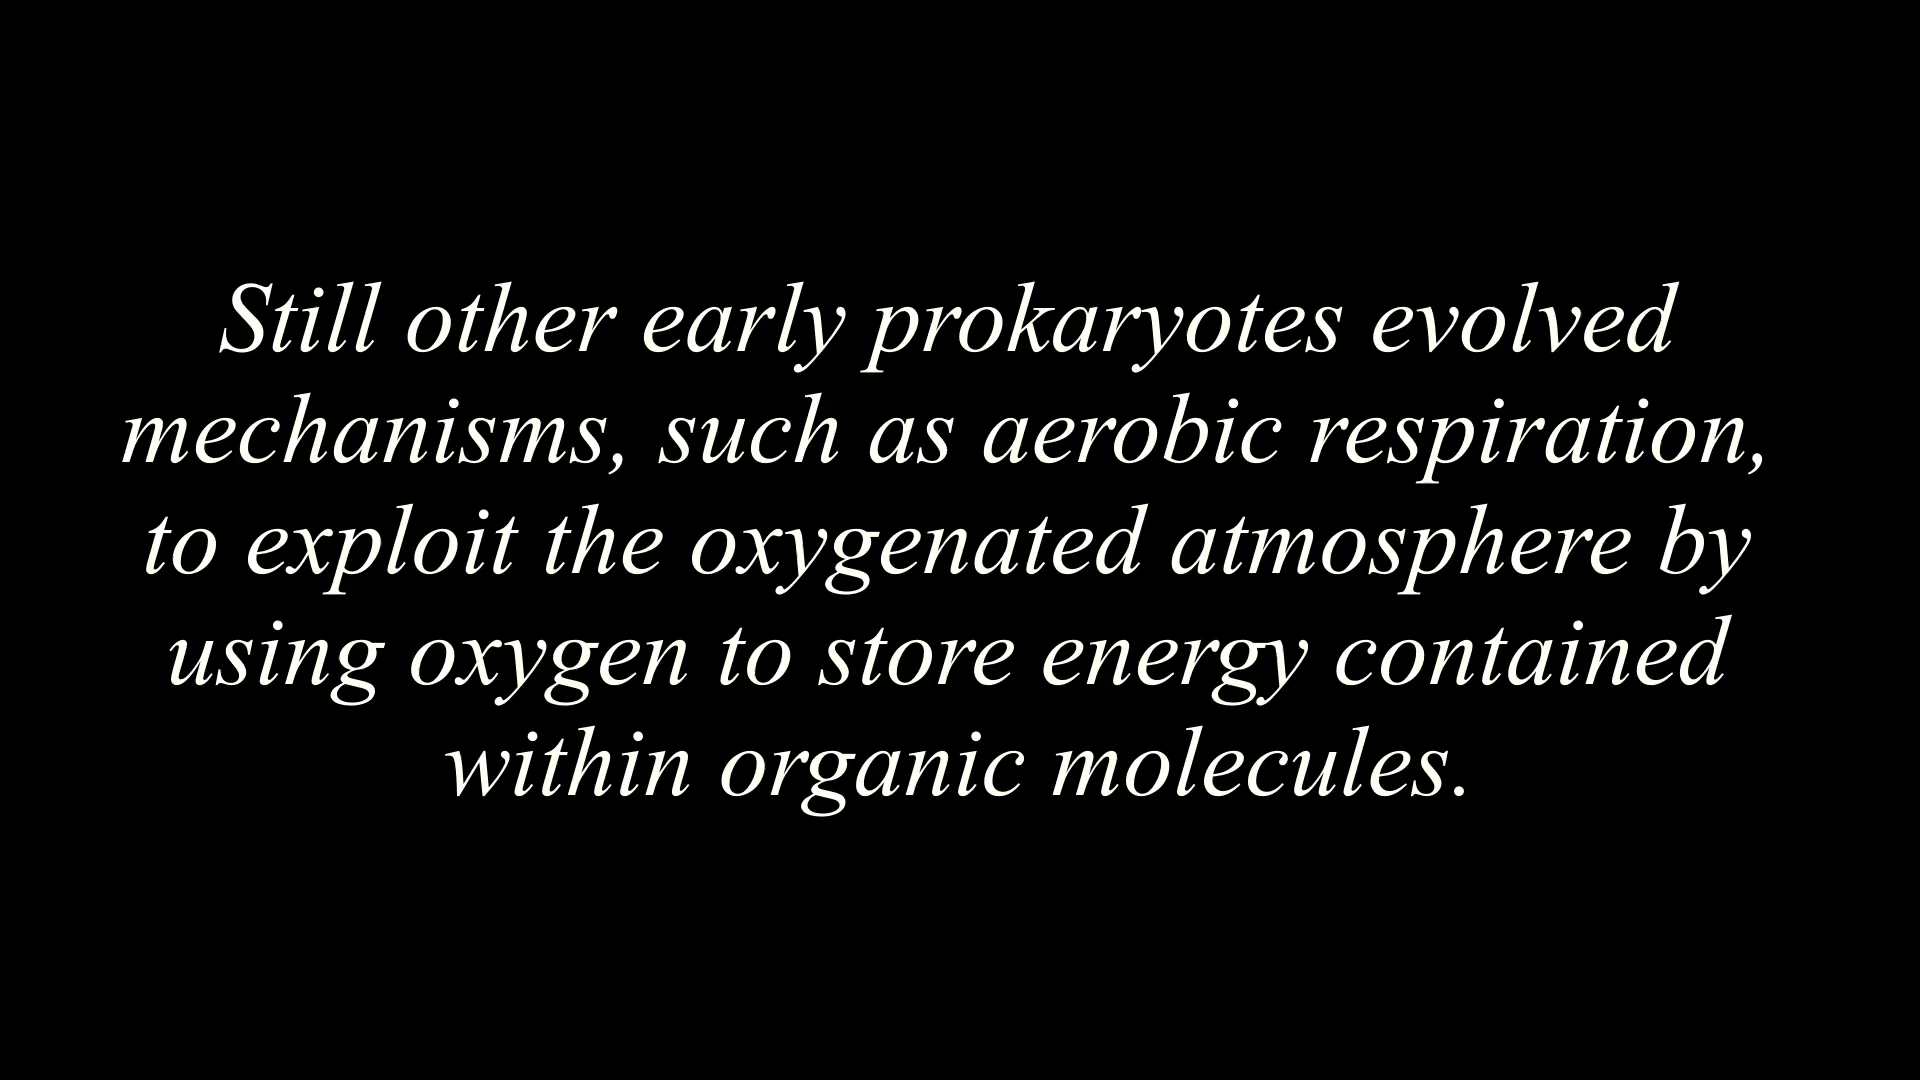 Still other early prokaryotes evolved
mechanisms, such as aerobic respiration,
to exploit the oxygenated atmosphere by
using oxygen to store energy contained
within organic molecules.